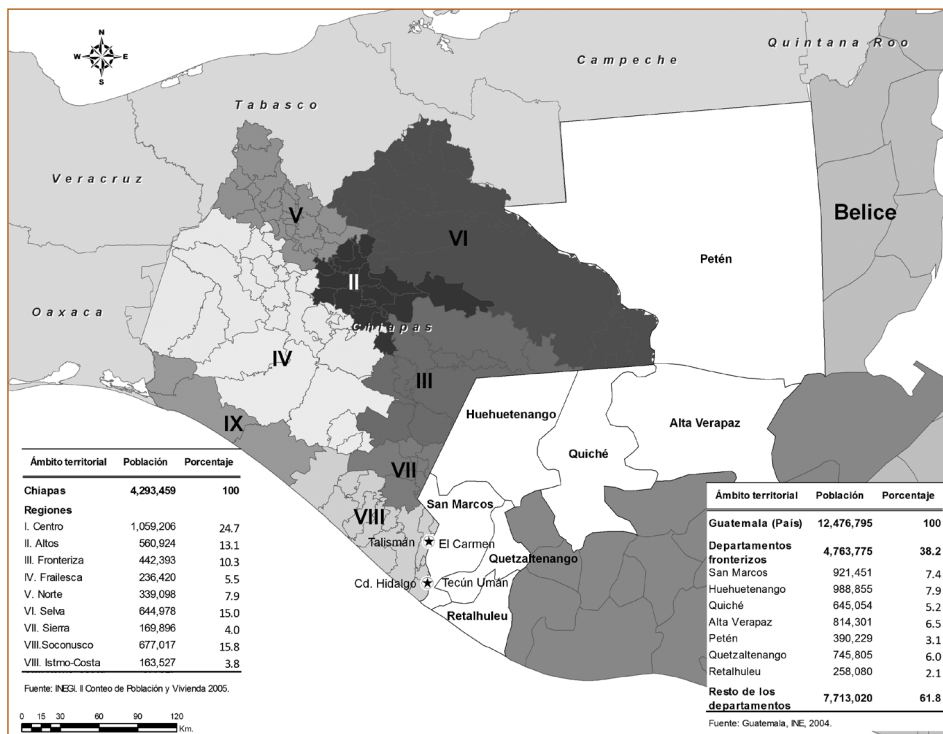 N
W E
S
Quintana Roo
Campeche
Tabasco
Veracruz
V
VI
Belice
Petén
II
Oaxaca
Chiapas
IV
III
Huehuetenango
Alta Verapaz
IX
Quiché
VII
San Marcos
VIII
Talismán
El Carmen
Quetzaltenango
Cd. Hidalgo
Tecún Umán
Retalhuleu
Ámbito territorial Población Porcentaje
Chiapas 4,293,459 100
Regiones
I. Centro 1,059,206 24.7
II. Altos 560,924 13.1
III. Fronteriza 442,393 10.3
IV. Frailesca 236,420 5.5
V. Norte 339,098 7.9
VI. Selva 644,978 15.0
VII. Sierra 169,896 4.0
VIII.Soconusco 677,017 15.8
VIII. Istmo-Costa 163,527 3.8
Fuente: INEGI. II Conteo de Población y Vivienda 2005.
0 15 30 60 90 120
Km.
Ámbito territorial Población Porcentaje
Guatemala (País) 12,476,795 100
Departamentos
fronterizos 4,763,775 38.2
San Marcos 921,451 7.4
Huehuetenango 988,855 7.9
Quiché 645,054 5.2
Alta Verapaz 814,301 6.5
Petén 390,229 3.1
Quetzaltenango 745,805 6.0
Retalhuleu 258,080 2.1
Resto de los
departamentos 7,713,020 61.8
Fuente: Guatemala, INE, 2004.